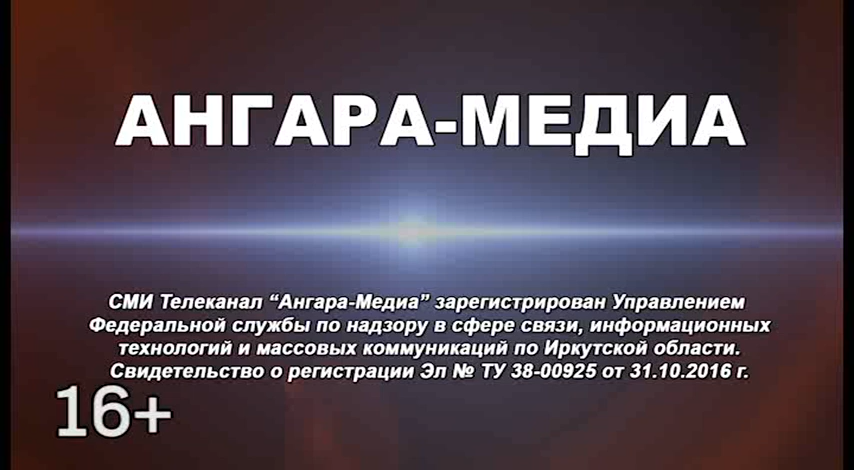 АНГАРА-МЕДИА
СМИ Телеканал “Ангара-Медиа” зарегистрирован Управлением
Федеральной службы по надзору в сфере связи, информационных
технологий и массовых коммуникаций по Иркутской области.
Свидетельство о регистрации Эл № ТУ 38-00925 от 31.10.2016 г.
16+